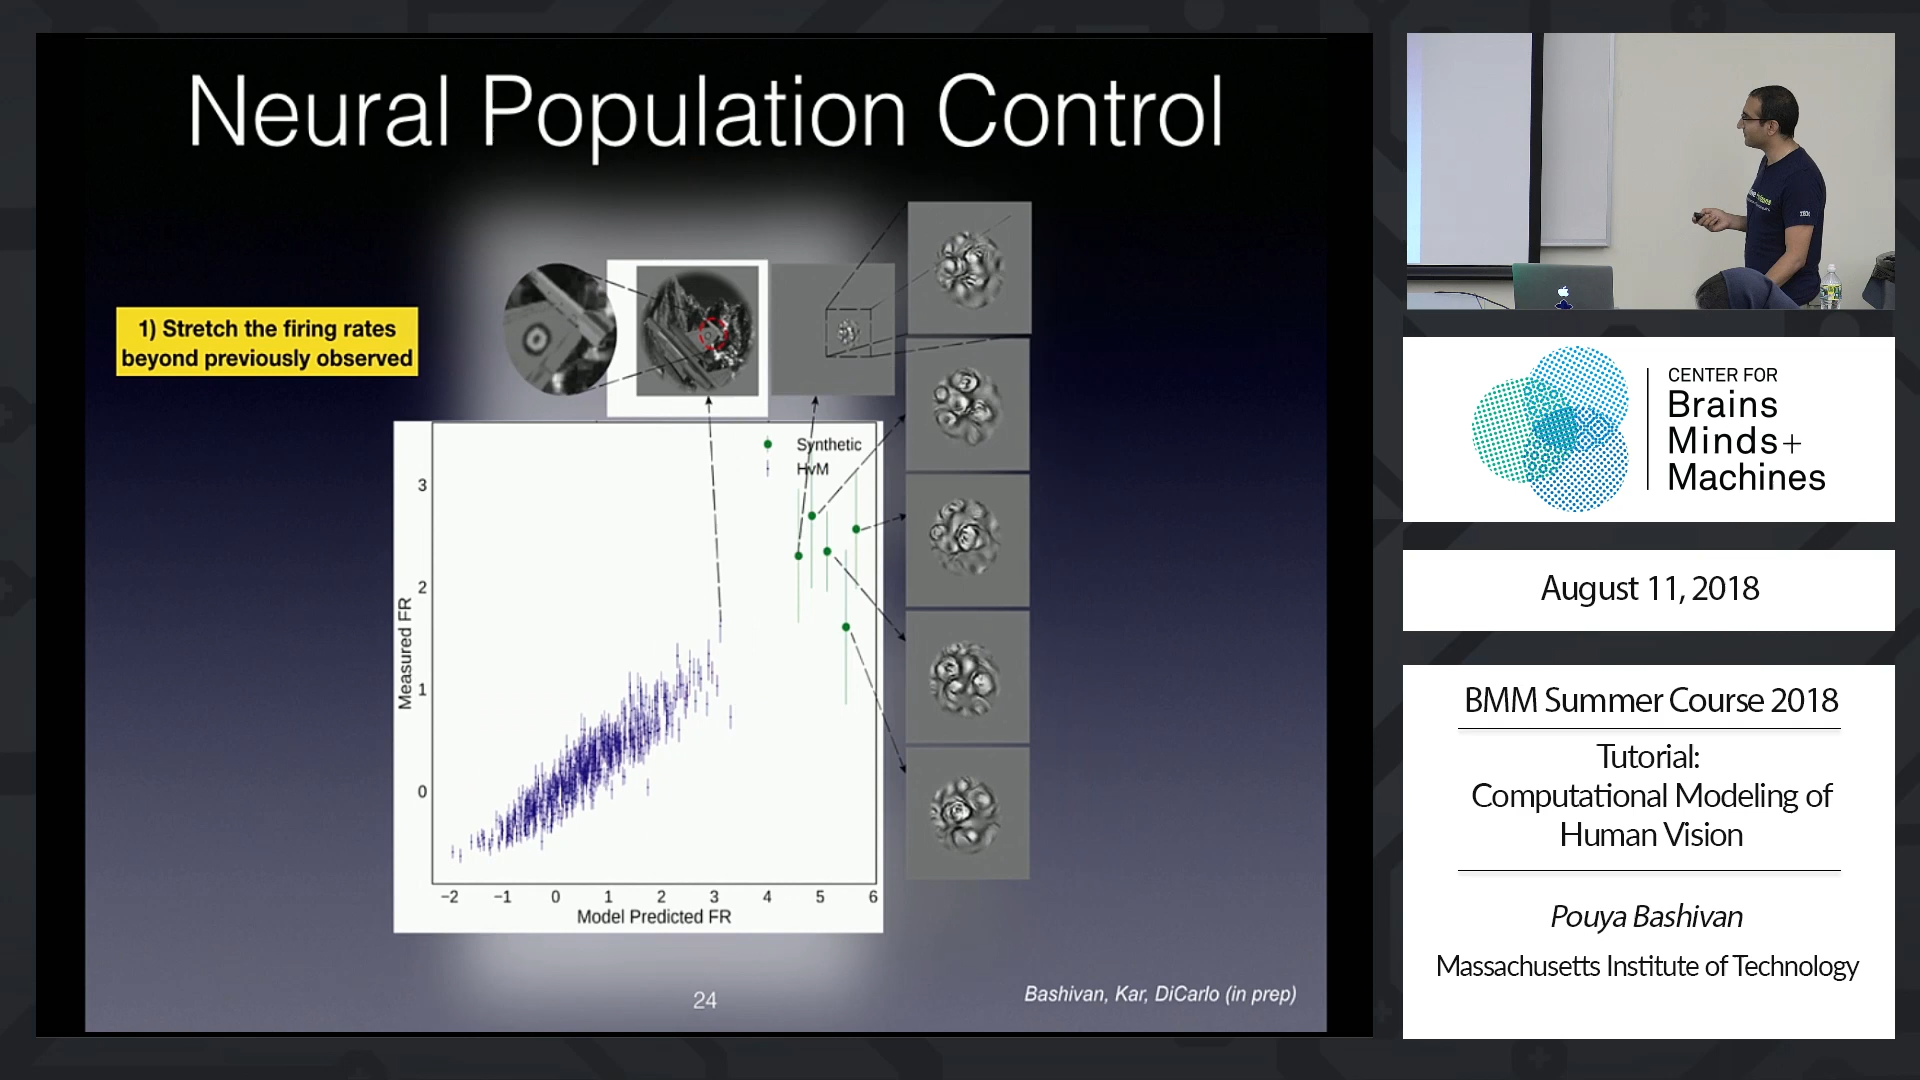 Neural Population Control
1) Stretch the firing rates
beyond previously observed
Synthetic
HvM
3
2
1
0
Measured FR
−2 −1 0 1 2 3 4 5 6
Model Predicted FR
24
Bashivan, Kar, DiCarlo (in prep)
CENTER FOR
Brains
Minds+
Machines
August 11, 2018
BMM Summer Course 2018
Tutorial:
Computational Modeling of
Human Vision
Pouya Bashivan
Massachusetts Institute of Technology